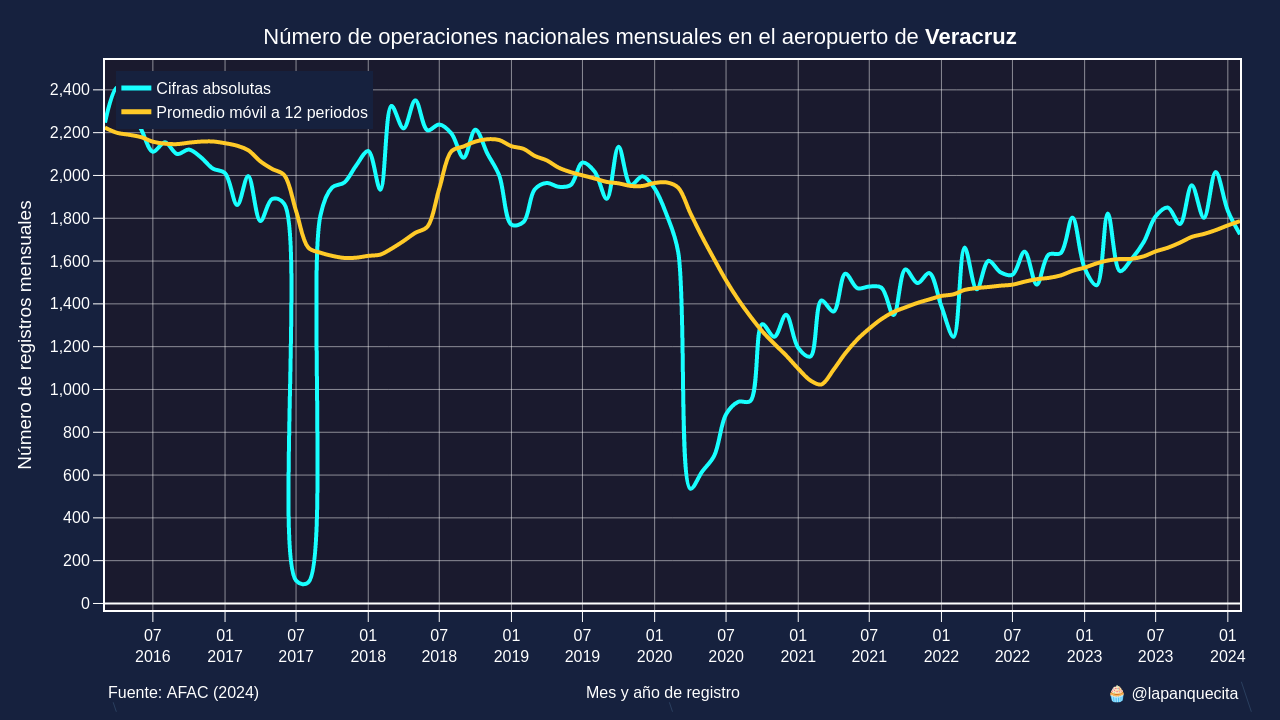 Número de operaciones nacionales mensuales en el aeropuerto de Veracruz
Cifras absolutas
Promedio móvil a 12 periodos
Número de registros mensuales
2,400
2,200
2,000
1,800
1,600
1,400
1,200
1,000
800
600
400
200
0
07 01 07 01 07 01 07 01 07 01 07 01 07 01 07 01
2016 2017 2017 2018 2018 2019 2019 2020 2020 2021 2021 2022 2022 2023 2023 2024
Fuente: AFAC (2024)
Mes y año de registro
🧁 @lapanquecita